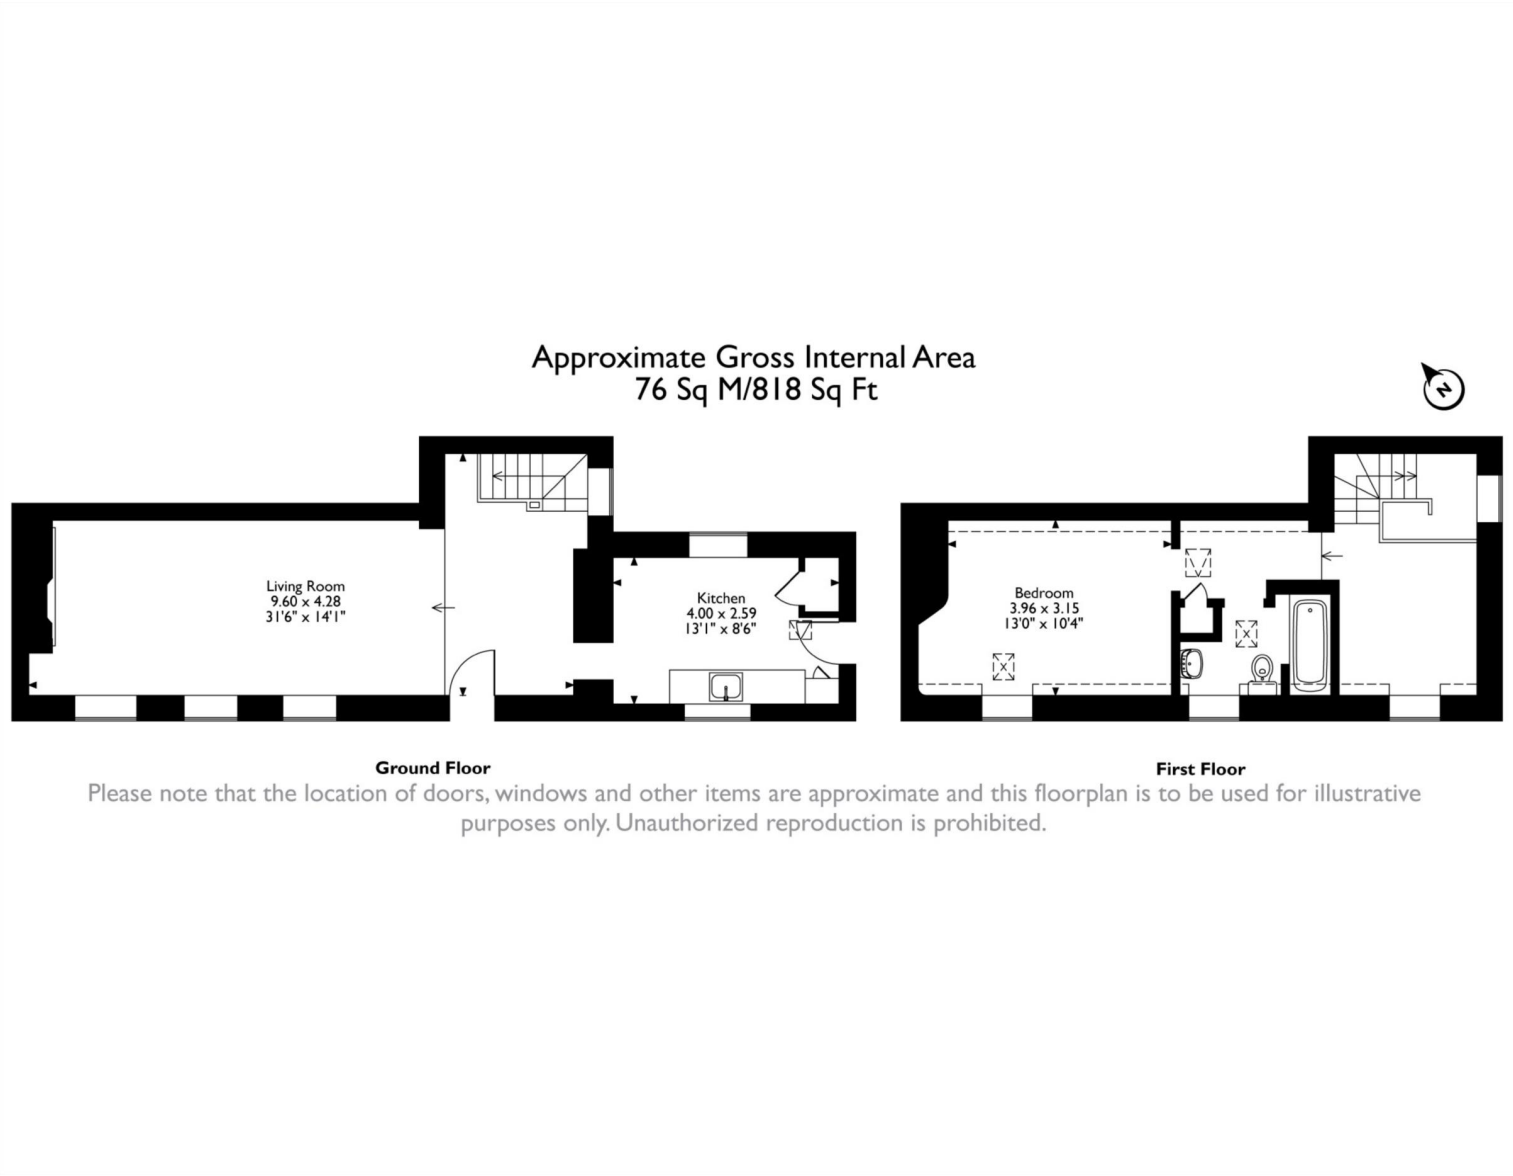 Approximate Gross Internal Area
76 Sq M/818 Sq Ft
N
Living Room
9.60 x 4.28
31'6" x 14'1"
Kitchen
4.00 x 2.59
13'1" x 8'6"
Bedroom
3.96 x 3.15
13'0" x 10'4"
Ground Floor
First Floor
Please note that the location of doors, windows and other items are approximate and this floorplan is to be used for illustrative
purposes only. Unauthorized reproduction is prohibited.